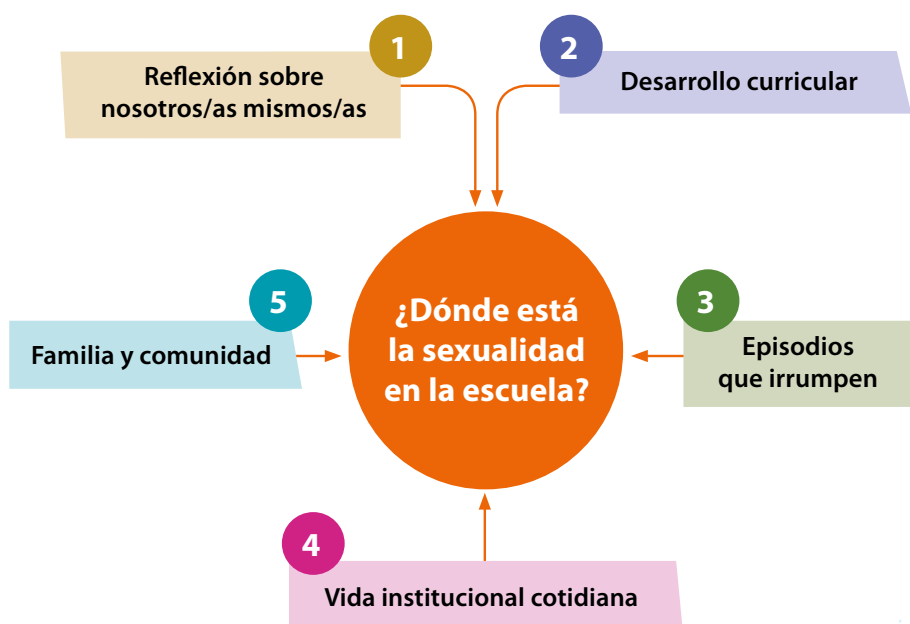 1
Reflexión sobre
nosotros/as mismos/as
2
Desarrollo curricular
¿Dónde está
la sexualidad
en la escuela?
3
Episodios
que irrumpen
4
Vida institucional cotidiana
5
Familia y comunidad